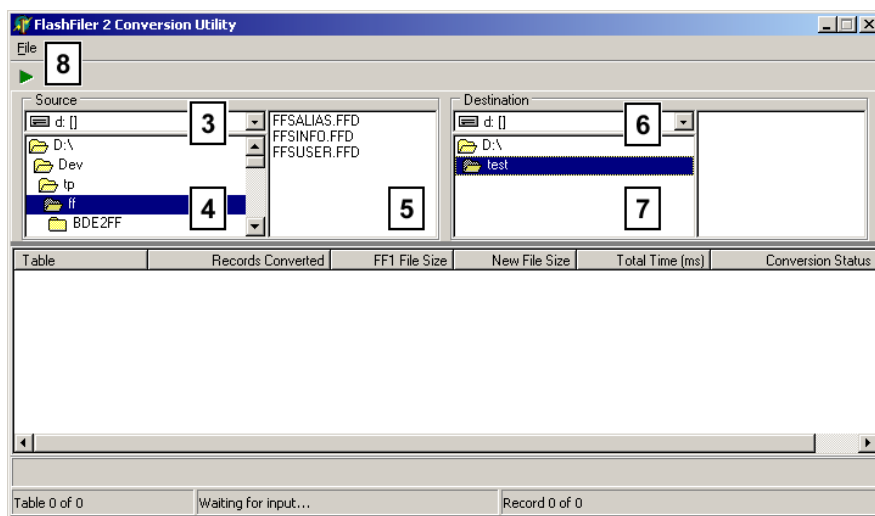 FlashFiler 2 Conversion Utility
File
8
Source
Destination
d: []
3
FFSALIAS.FFD
FFSINFO.FFD
FFSUSER.FFD
d: []
6
D:\
Dev
tp
ff
BDE2FF
4
5
D:\
test
7
Table Records Converted FF1 File Size New File Size Total Time (ms) Conversion Status
Table 0 of 0 Waiting for input... Record 0 of 0